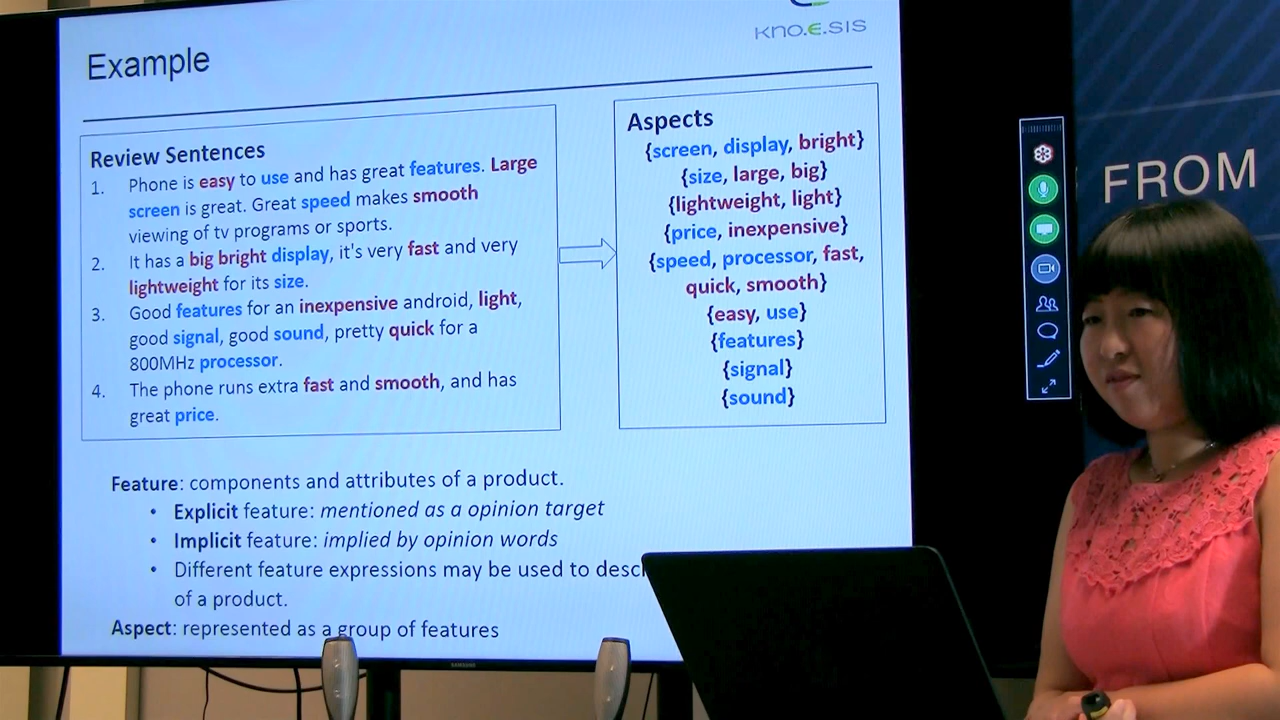 kno.e.sis
Example
Review Sentences
1. Phone is easy to use and has great features. Large
screen is great. Great speed makes smooth
viewing of tv programs or sports.
2. It has a big bright display, it's very fast and very
lightweight for its size.
3. Good features for an inexpensive android, light,
good signal, good sound, pretty quick for a
800MHz processor.
4. The phone runs extra fast and smooth, and has
great price.
Aspects
{screen, display, bright}
{size, large, big}
{lightweight, light}
{price, inexpensive}
{speed, processor, fast,
quick, smooth}
{easy, use}
{features}
{signal}
{sound}
Feature: components and attributes of a product.
• Explicit feature: mentioned as a opinion target
• Implicit feature: implied by opinion words
• Different feature expressions may be used to
of a product.
Aspect: represented as a group of features
SAMSUNG
FROM